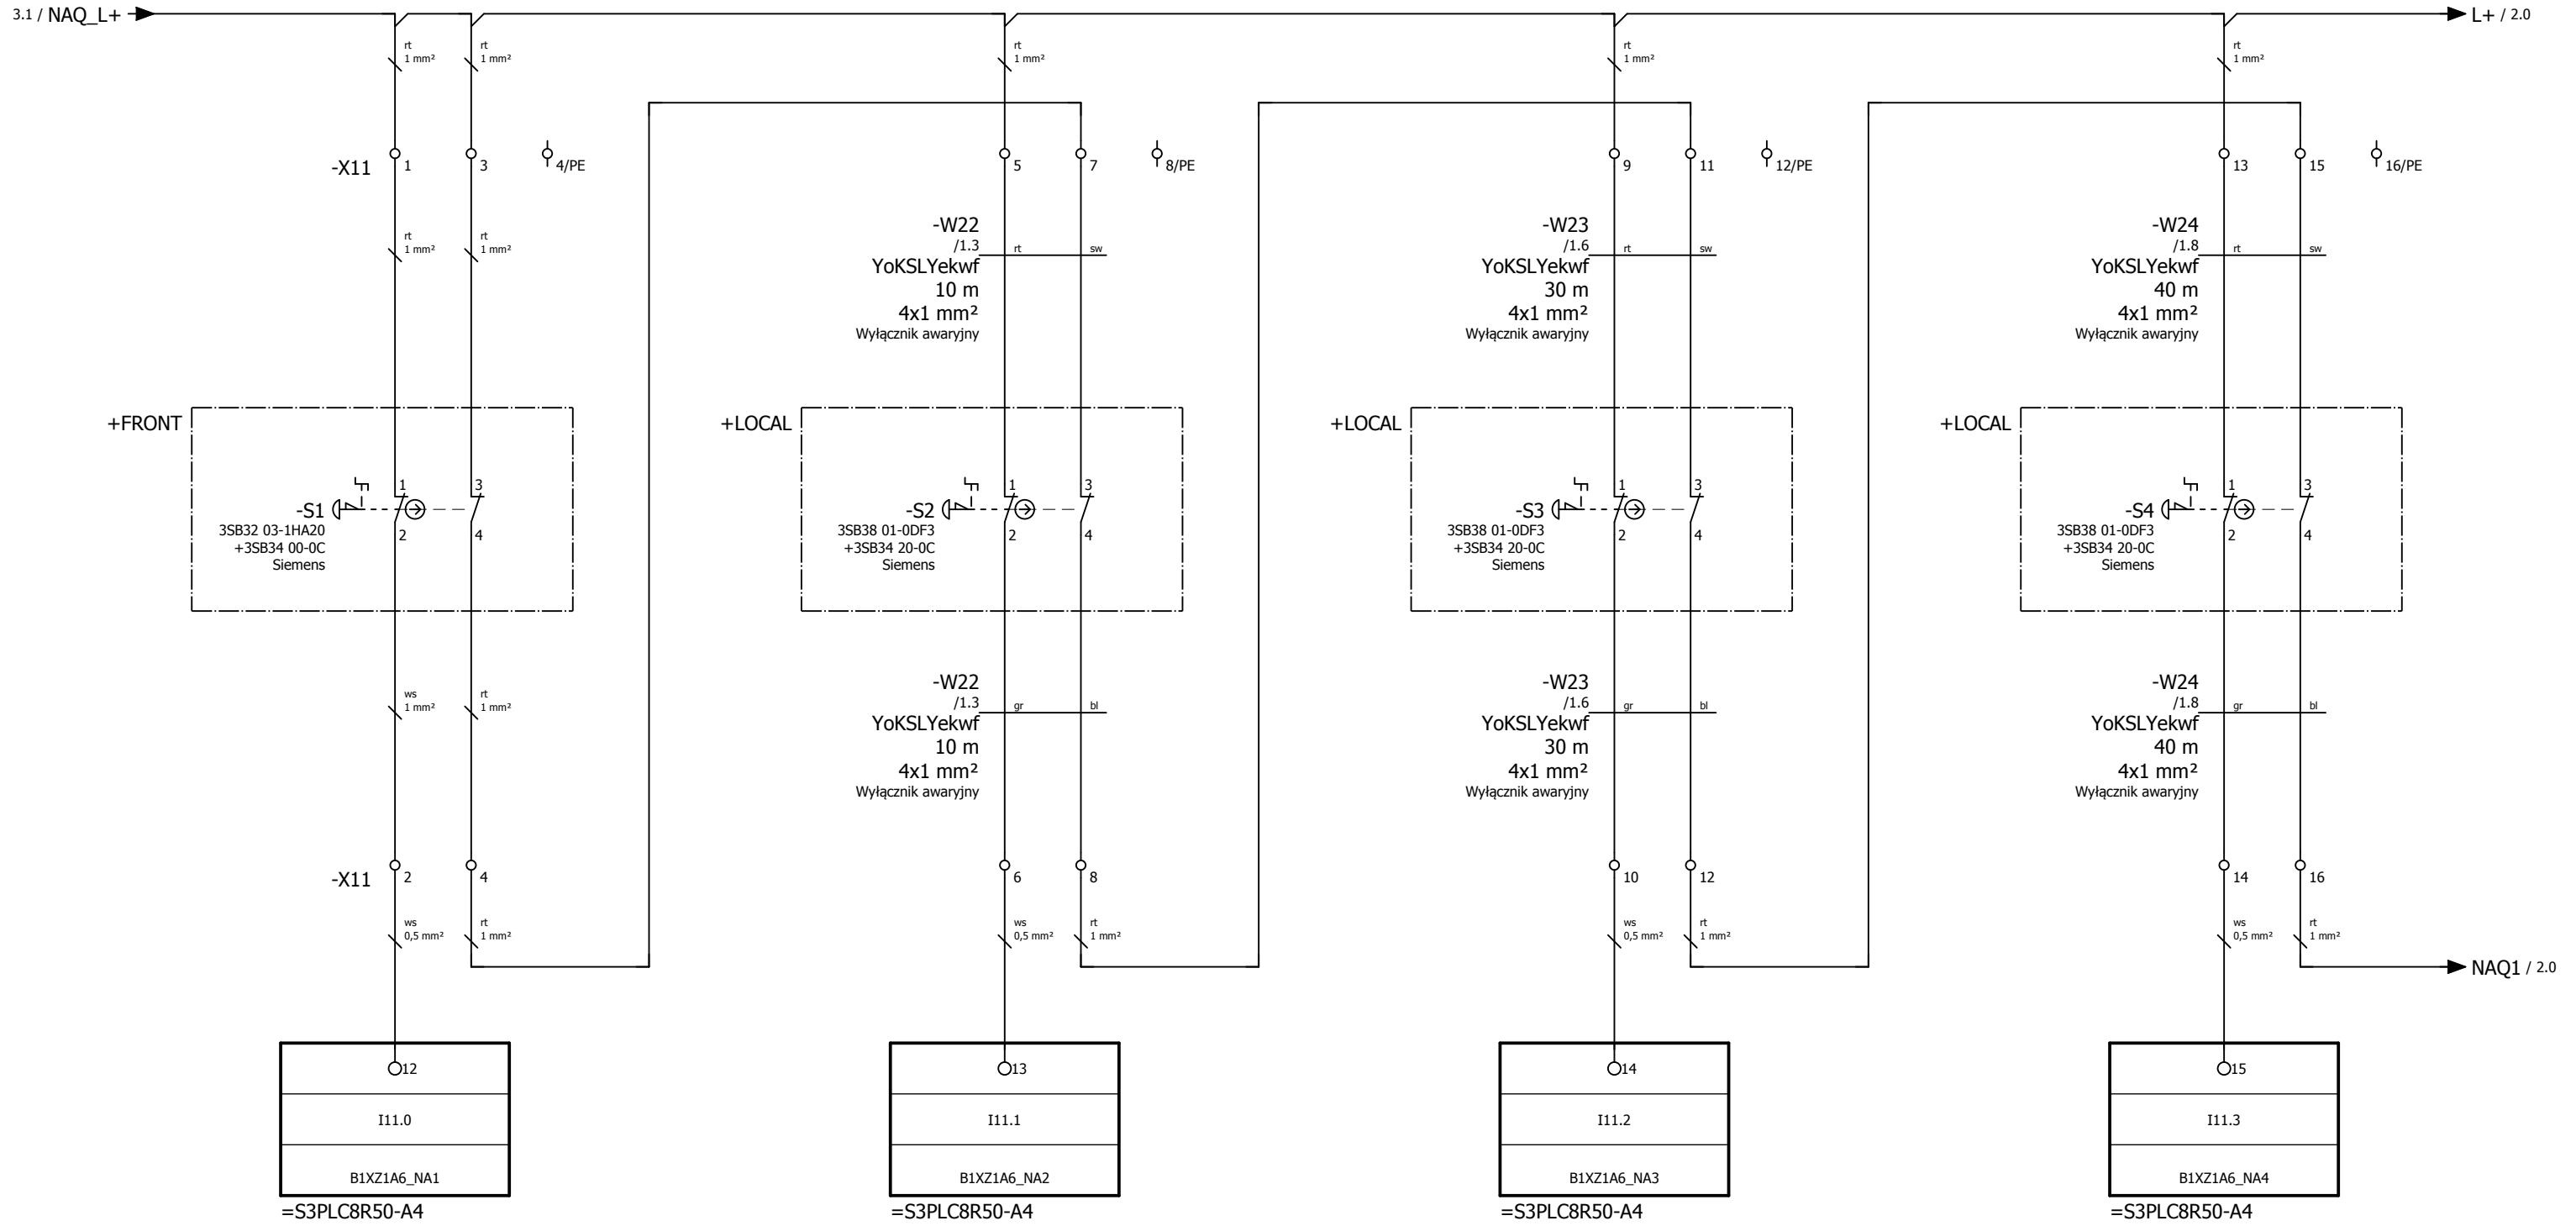 3.1 / NAQ_L+
L+ / 2.0
rt
1 mm²
rt
1 mm²
rt
1 mm²
rt
1 mm²
rt
1 mm²
-X11
1
3
4/PE
5
7
8/PE
9
11
12/PE
13
15
16/PE
rt
1 mm²
rt
1 mm²
-W22
/1.3
YoKSLYekwf
10 m
4x1 mm²
Wyłącznik awaryjny
rt
sw
-W23
/1.6
YoKSLYekwf
30 m
4x1 mm²
Wyłącznik awaryjny
rt
sw
-W24
/1.8
YoKSLYekwf
40 m
4x1 mm²
Wyłącznik awaryjny
rt
sw
+FRONT
-S1
3SB32 03-1HA20
+3SB34 00-0C
Siemens
1
2
3
4
+LOCAL
-S2
3SB38 01-0DF3
+3SB34 20-0C
Siemens
1
2
3
4
+LOCAL
-S3
3SB38 01-0DF3
+3SB34 20-0C
Siemens
1
2
3
4
+LOCAL
-S4
3SB38 01-0DF3
+3SB34 20-0C
Siemens
1
2
3
4
ws
1 mm²
rt
1 mm²
-W22
/1.3
YoKSLYekwf
10 m
4x1 mm²
Wyłącznik awaryjny
gr
bl
-W23
/1.6
YoKSLYekwf
30 m
4x1 mm²
Wyłącznik awaryjny
gr
bl
-W24
/1.8
YoKSLYekwf
40 m
4x1 mm²
Wyłącznik awaryjny
gr
bl
-X11
2
4
6
8
10
12
14
16
ws
0,5 mm²
rt
1 mm²
ws
0,5 mm²
rt
1 mm²
ws
0,5 mm²
rt
1 mm²
ws
0,5 mm²
rt
1 mm²
NAQ1 / 2.0
12
I11.0
B1XZ1A6_NA1
=S3PLC8R50-A4
13
I11.1
B1XZ1A6_NA2
=S3PLC8R50-A4
14
I11.2
B1XZ1A6_NA3
=S3PLC8R50-A4
15
I11.3
B1XZ1A6_NA4
=S3PLC8R50-A4